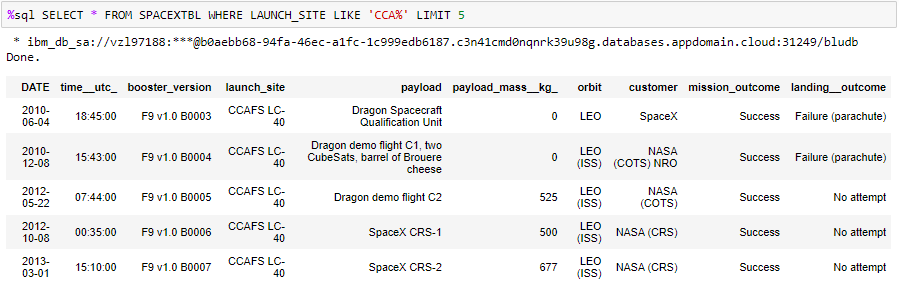 %sql SELECT * FROM SPACEXTBL WHERE LAUNCH_SITE LIKE 'CCA%' LIMIT 5
* ibm_db_sa://vzl97188:***@b0aebb68-94fa-46ec-a1fc-1c999edb6187.c3n41cmd0nqnrk39u98g.databases.appdomain.cloud:31249/bludb
Done.
DATE time__utc_ booster_version launch_site payload payload_mass__kg_ orbit customer mission_outcome landing__outcome
2010-06-04 18:45:00 F9 v1.0 B0003 CCAFS LC-40 Dragon Spacecraft Qualification Unit 0 LEO SpaceX Success Failure (parachute)
2010-12-08 15:43:00 F9 v1.0 B0004 CCAFS LC-40 Dragon demo flight C1, two CubeSats, barrel of Brouere cheese 0 LEO (ISS) NASA (COTS) NRO Success Failure (parachute)
2012-05-22 07:44:00 F9 v1.0 B0005 CCAFS LC-40 Dragon demo flight C2 525 LEO (ISS) NASA (COTS) Success No attempt
2012-10-08 00:35:00 F9 v1.0 B0006 CCAFS LC-40 SpaceX CRS-1 500 LEO (ISS) NASA (CRS) Success No attempt
2013-03-01 15:10:00 F9 v1.0 B0007 CCAFS LC-40 SpaceX CRS-2 677 LEO (ISS) NASA (CRS) Success No attempt